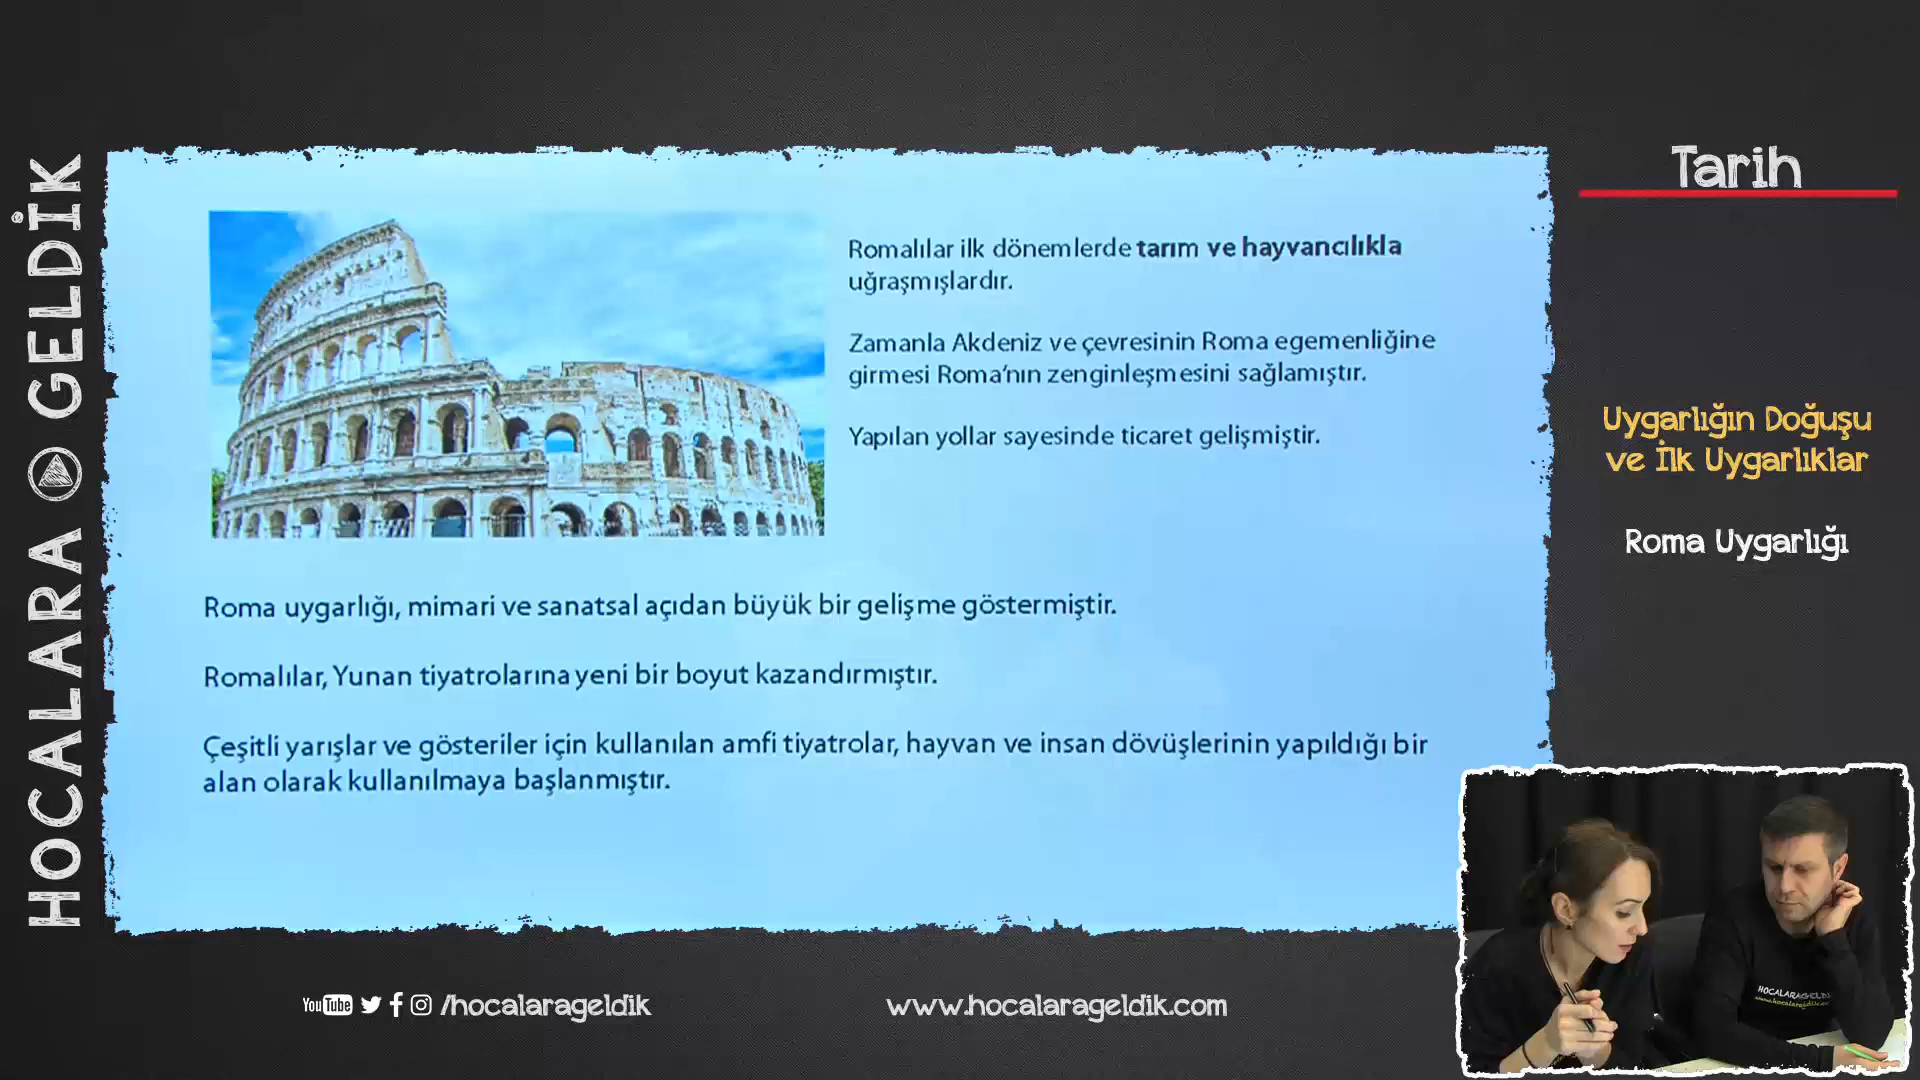 HOCALARA GELDİK
Tarih
Romalılar ilk dönemlerde tarım ve hayvancılıkla
uğraşmışlardır.
Zamanla Akdeniz ve çevresinin Roma egemenliğine
girmesi Roma'nın zenginleşmesini sağlamıştır.
Yapılan yollar sayesinde ticaret gelişmiştir.
Uygarlığın Doğuşu
ve İlk Uygarlıklar
Roma Uygarlığı
Roma uygarlığı, mimari ve sanatsal açıdan büyük bir gelişme göstermiştir.
Romalılar, Yunan tiyatrolarına yeni bir boyut kazandırmıştır.
Çeşitli yarışlar ve gösteriler için kullanılan amfi tiyatrolar, hayvan ve insan dövüşlerinin yapıldığı bir
alan olarak kullanılmaya başlanmıştır.
YouTube /hocalarageldik
www.hocalarageldik.com